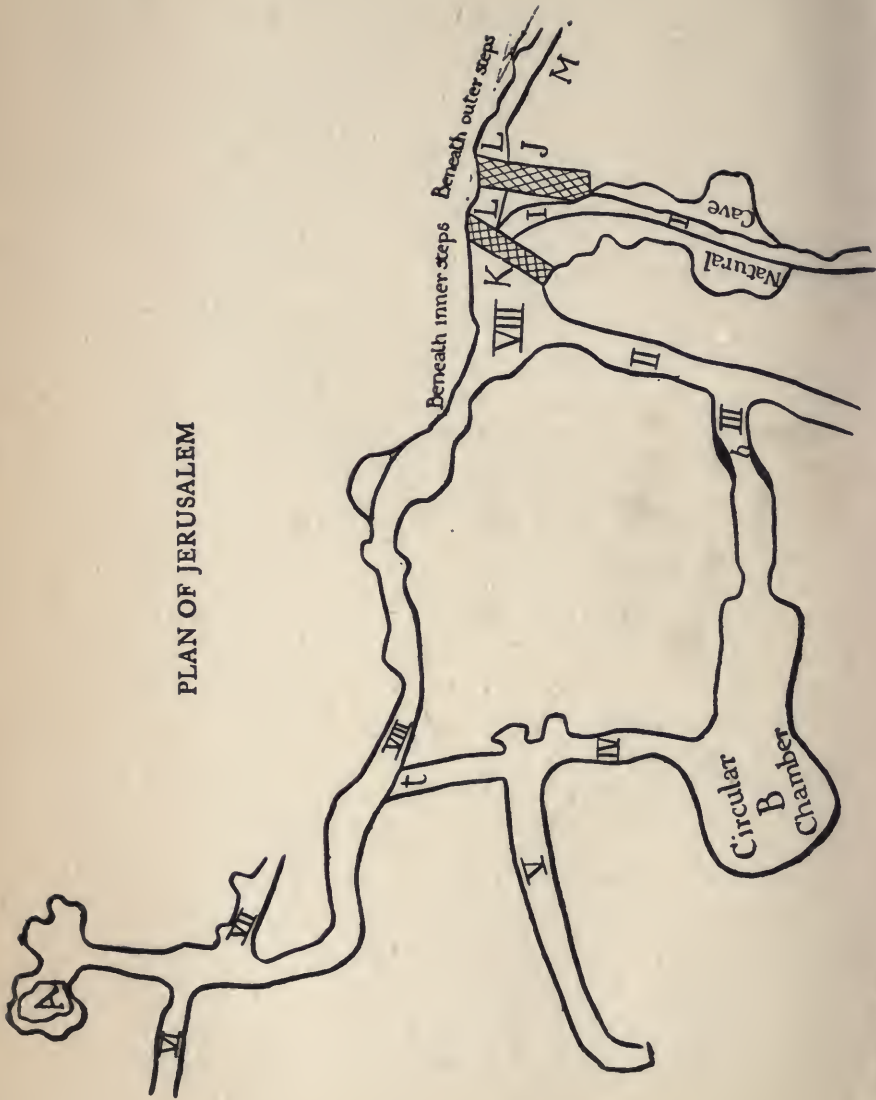 PLAN OF JERUSALEM
Beneath outer steps
Beneath inner steps
M
L
J
L
I
K
VIII
I
Natural
Cave
II
III
h
VIII
t
IV
V
Circular
B
Chamber
VII
VI
A